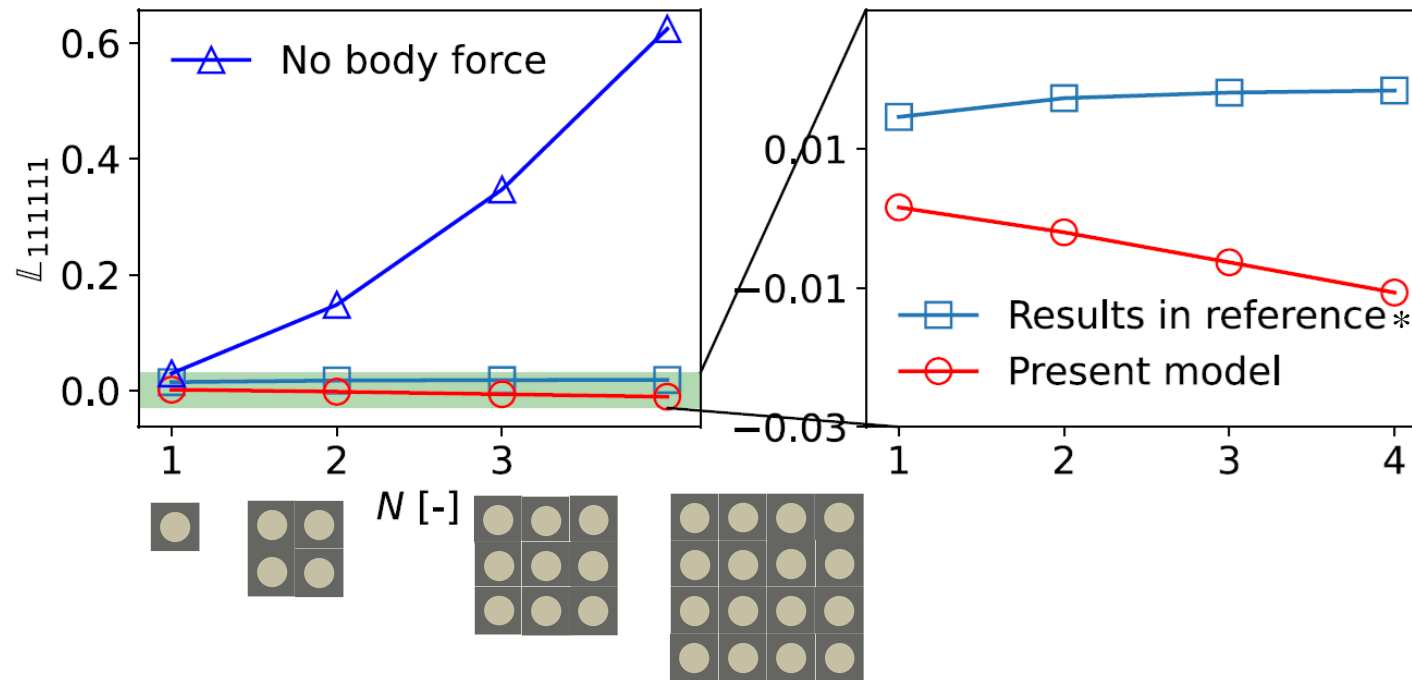 No body force
0.6
0.4
0.2
0.0
𝕃111111
1 2 3
N [-]
0.01
−0.01
−0.03
Results in reference*
Present model
1 2 3 4